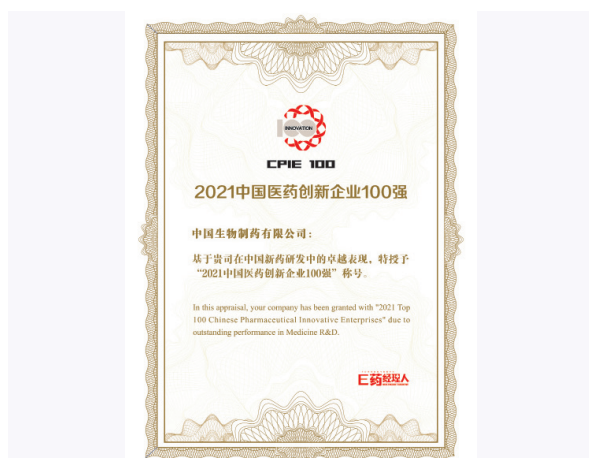 100
INNOVATION
CPIE 100
2021中国医药创新企业100强
中国生物制药有限公司：
基于贵司在中国新药研发中的卓越表现，特授予
“2021中国医药创新企业100强”称号。
In this appraisal, your company has been granted with "2021 Top
100 Chinese Pharmaceutical Innovative Enterprises" due to
outstanding performance in Medicine R&D.
E药经理人